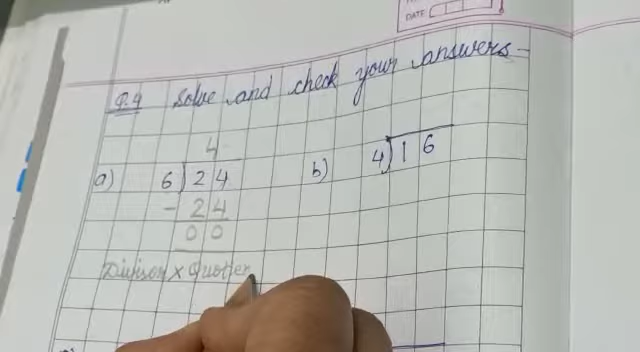 DATE
Q.4 Solve and check your answers-
4
a) 6)24 b) 4)16
- 24
00
Divisor x Quotien